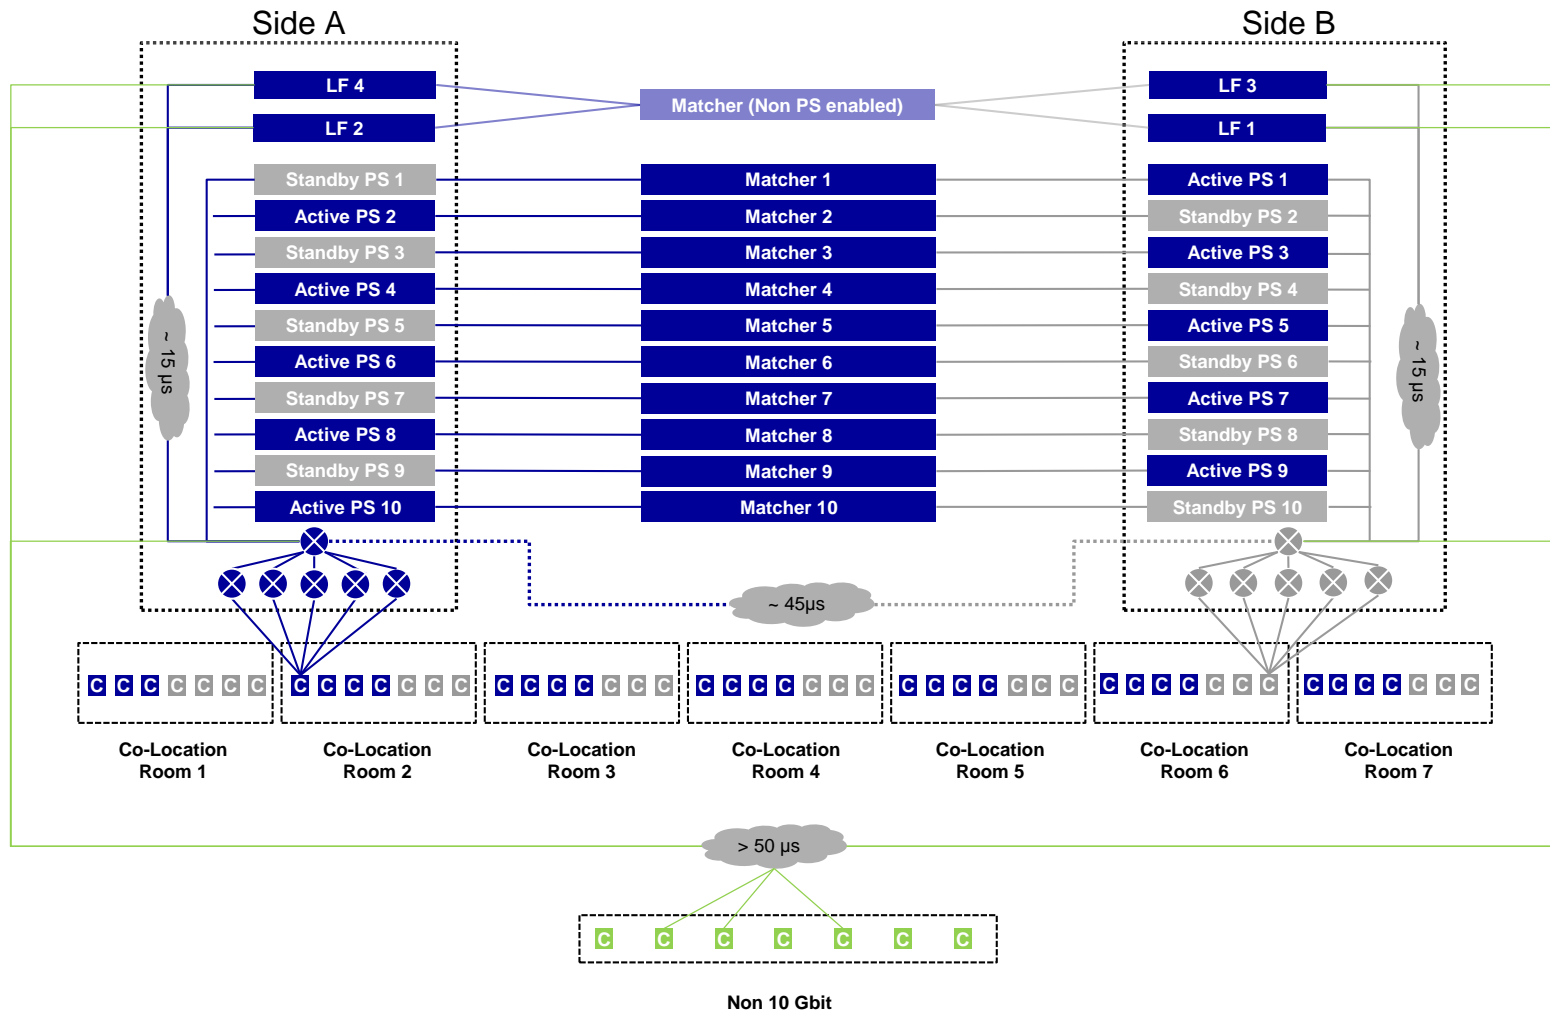 Side A
Side B
LF 4
LF 3
Matcher (Non PS enabled)
LF 2
LF 1
Standby PS 1
Matcher 1
Active PS 1
Active PS 2
Matcher 2
Standby PS 2
Standby PS 3
Matcher 3
Active PS 3
Active PS 4
Matcher 4
Standby PS 4
Standby PS 5
Matcher 5
Active PS 5
Active PS 6
Matcher 6
Standby PS 6
Standby PS 7
Matcher 7
Active PS 7
Active PS 8
Matcher 8
Standby PS 8
Standby PS 9
Matcher 9
Active PS 9
Active PS 10
Matcher 10
Standby PS 10
~ 15 µs
~ 15 µs
~ 45µs
C C C C C C C
C C C C C C C
C C C C C C C
C C C C C C C
C C C C C C C
C C C C C C C
C C C C C C C
Co-Location
Room 1
Co-Location
Room 2
Co-Location
Room 3
Co-Location
Room 4
Co-Location
Room 5
Co-Location
Room 6
Co-Location
Room 7
> 50 µs
C C C C C C C
Non 10 Gbit